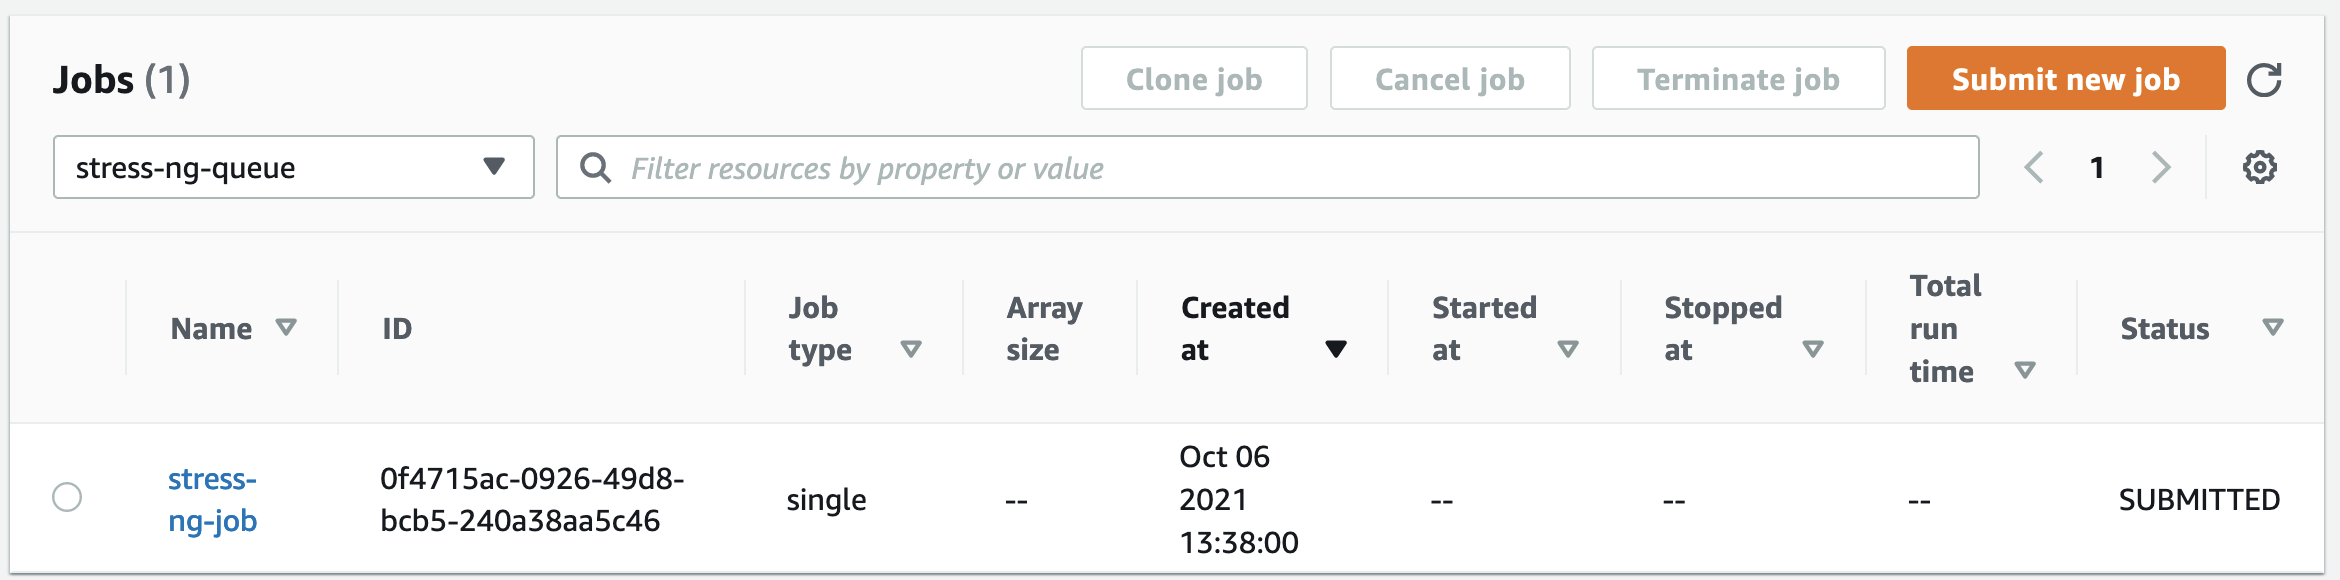 Jobs (1)
Clone job
Cancel job
Terminate job
Submit new job
stress-ng-queue
Filter resources by property or value
1
Name
ID
Job
type
Array
size
Created
at
Started
at
Stopped
at
Total
run
time
Status
stress-
ng-job
0f4715ac-0926-49d8-
bcb5-240a38aa5c46
single
--
Oct 06
2021
13:38:00
--
--
--
SUBMITTED